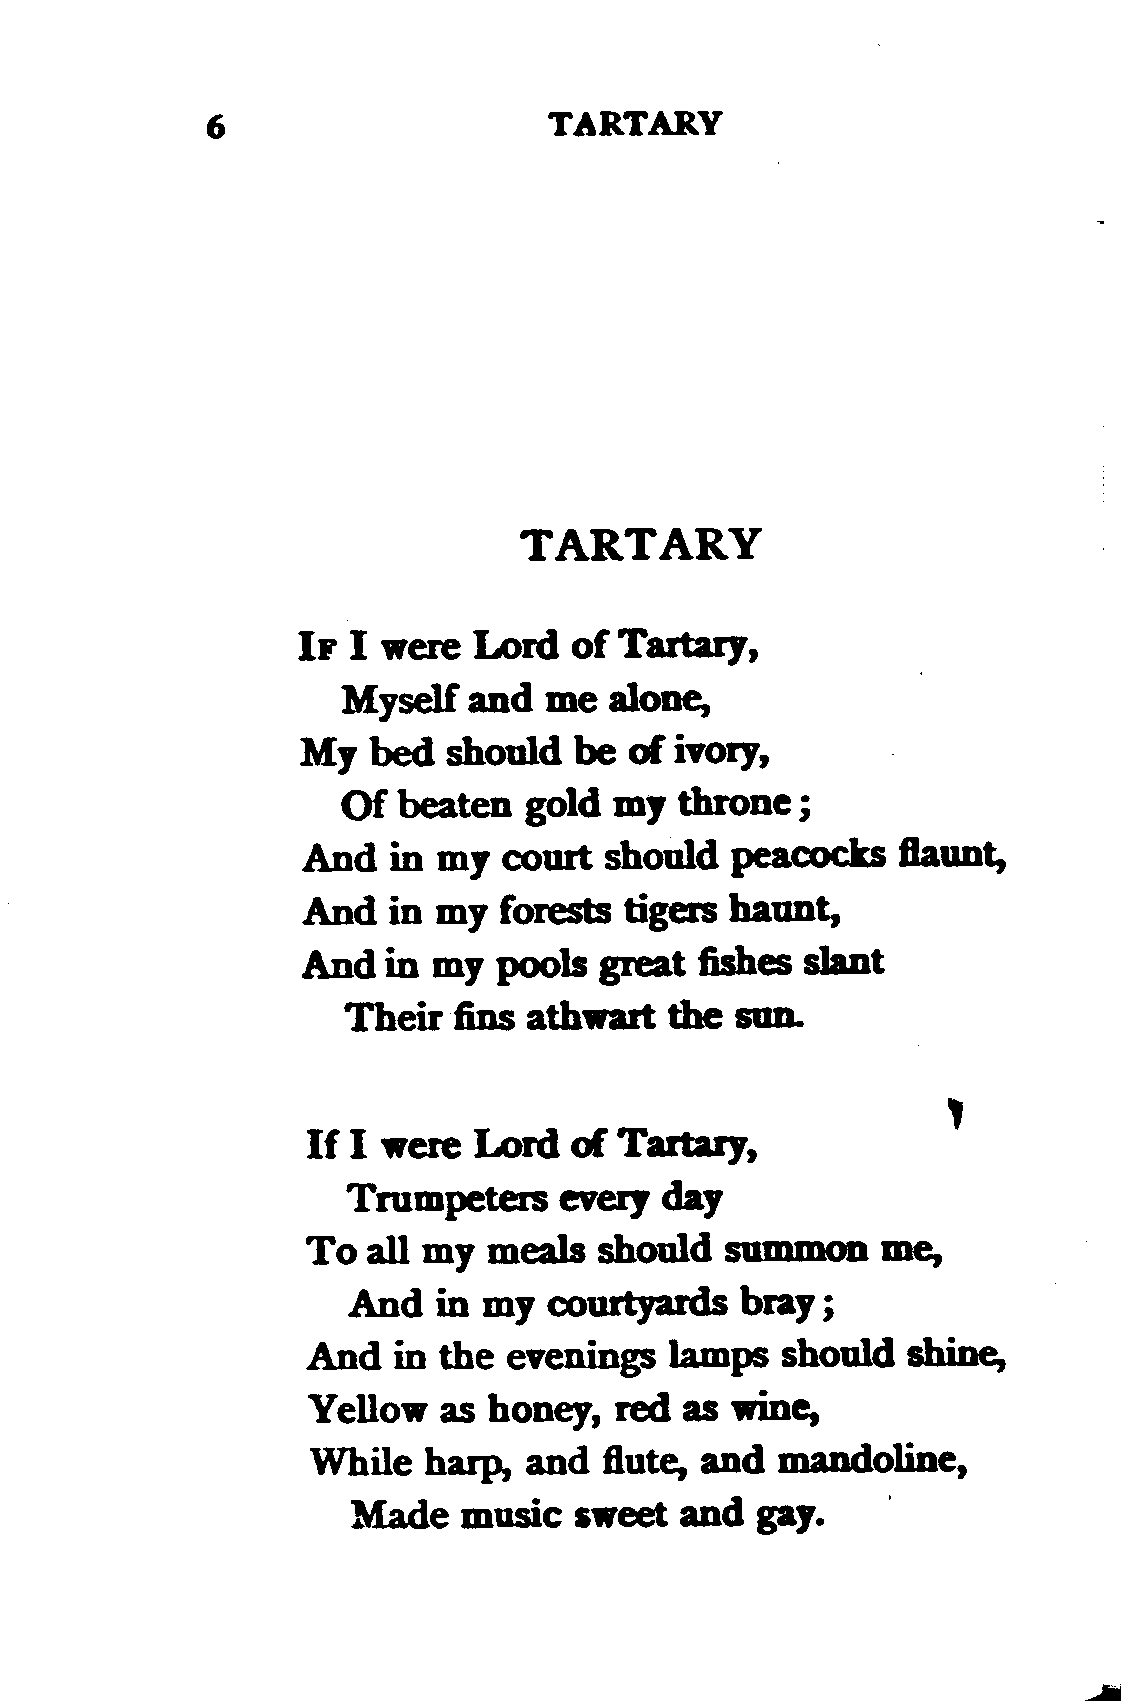 6 TARTARY
TARTARY
IF I were Lord of Tartary,
Myself and me alone,
My bed should be of ivory,
Of beaten gold my throne ;
And in my court should peacocks flaunt,
And in my forests tigers haunt,
And in my pools great fishes slant
Their fins athwart the sun.
If I were Lord of Tartary,
Trumpeters every day
To all my meals should summon me,
And in my courtyards bray ;
And in the evenings lamps should shine,
Yellow as honey, red as wine,
While harp, and flute, and mandoline,
Made music sweet and gay.